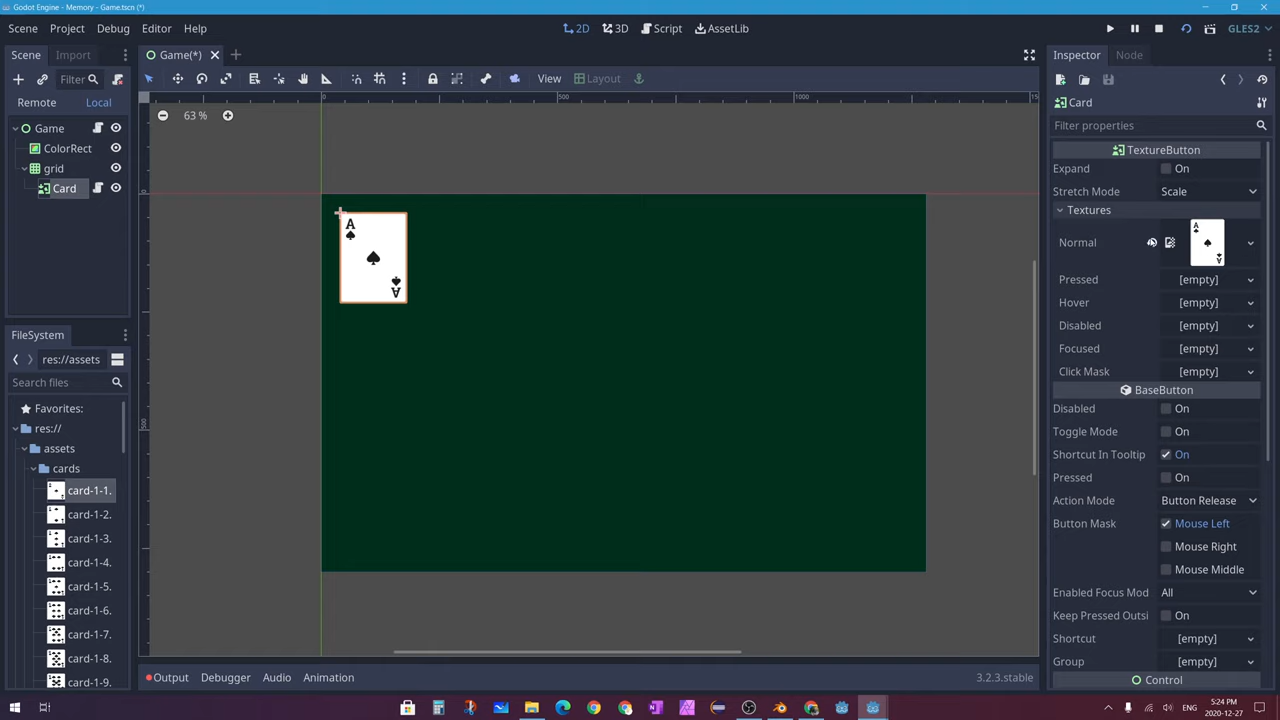 Godot Engine - Memory - Game.tscn (*)
Scene Project Debug Editor Help
2D 3D Script AssetLib
GLES2
Scene Import
Game(*)
Inspector Node
Filter
View Layout
Remote Local
Card
63 %
0 500 1000 15
Filter properties
Game
TextureButton
ColorRect
Expand On
grid
Stretch Mode Scale
Card
Textures
0
A
A
Normal
A
Pressed [empty]
Hover [empty]
Disabled [empty]
FileSystem
Focused [empty]
res://assets
Click Mask [empty]
Search files
BaseButton
Favorites:
Disabled On
res://
500
Toggle Mode On
assets
Shortcut In Tooltip On
cards
Pressed On
card-1-1.
Action Mode Button Release
card-1-2.
Button Mask Mouse Left
card-1-3.
Mouse Right
card-1-4.
Mouse Middle
card-1-5.
Enabled Focus Mod All
card-1-6.
Keep Pressed Outsi On
card-1-7.
Shortcut [empty]
card-1-8.
Group [empty]
card-1-9.
Output Debugger Audio Animation
3.2.3.stable
Control
ENG
5:24 PM
2020-12-27